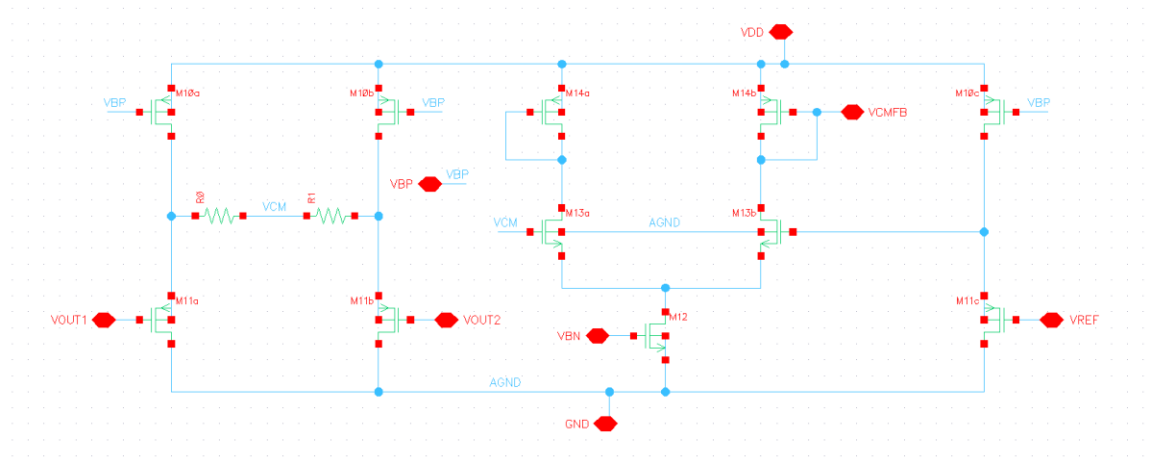 VDD
VBP
M10a
M10b
VBP
M14a
M14b
VCMFB
M10c
VBP
VBP
VBP
R0
VCM
R1
VCM
M13a
AGND
M13b
VOUT1
M11a
M11b
VOUT2
VBN
M12
M11c
VREF
AGND
GND